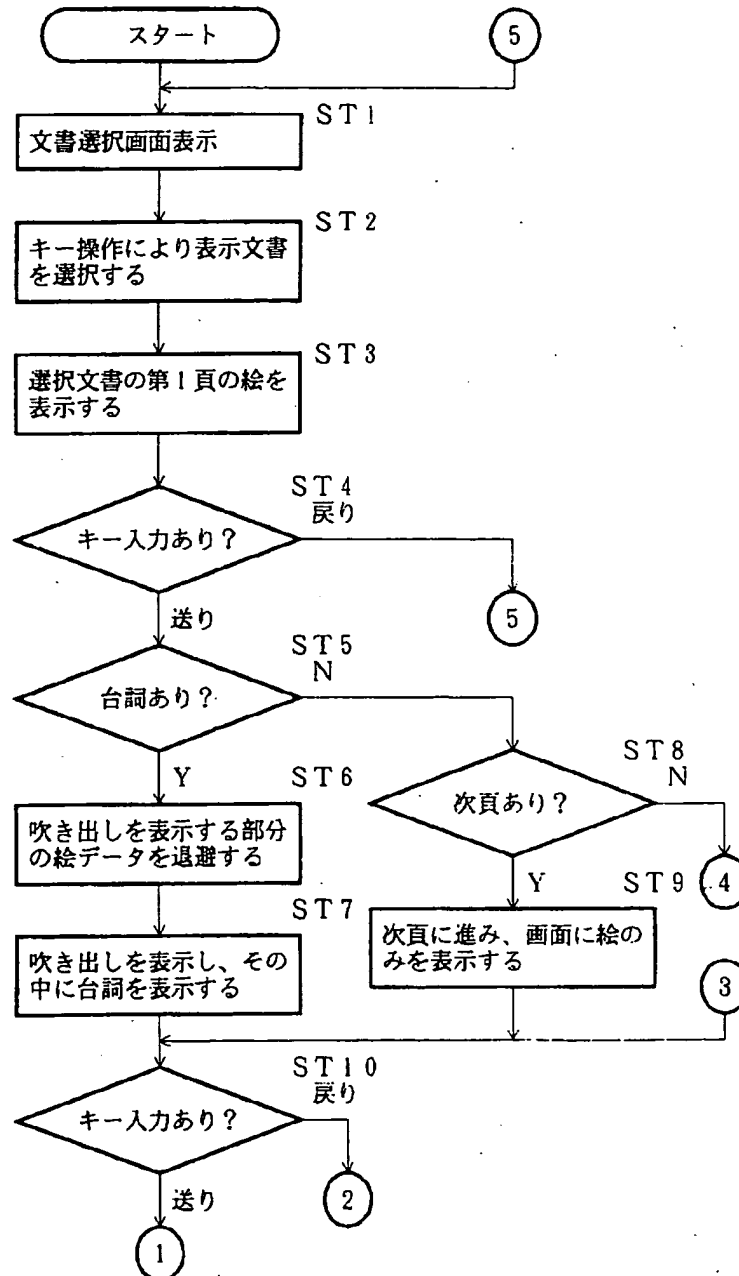 スタート
5
ST1
文書選択画面表示
ST2
キー操作により表示文書
を選択する
ST3
選択文書の第1頁の絵を
表示する
ST4
戻り
キー入力あり?
5
送り
ST5
N
台詞あり?
ST8
N
次頁あり?
Y
ST6
吹き出しを表示する部分
の絵データを退避する
4
Y
ST9
ST7
次頁に進み、画面に絵の
みを表示する
吹き出しを表示し、その
中に台詞を表示する
3
ST10
戻り
キー入力あり?
2
送り
1